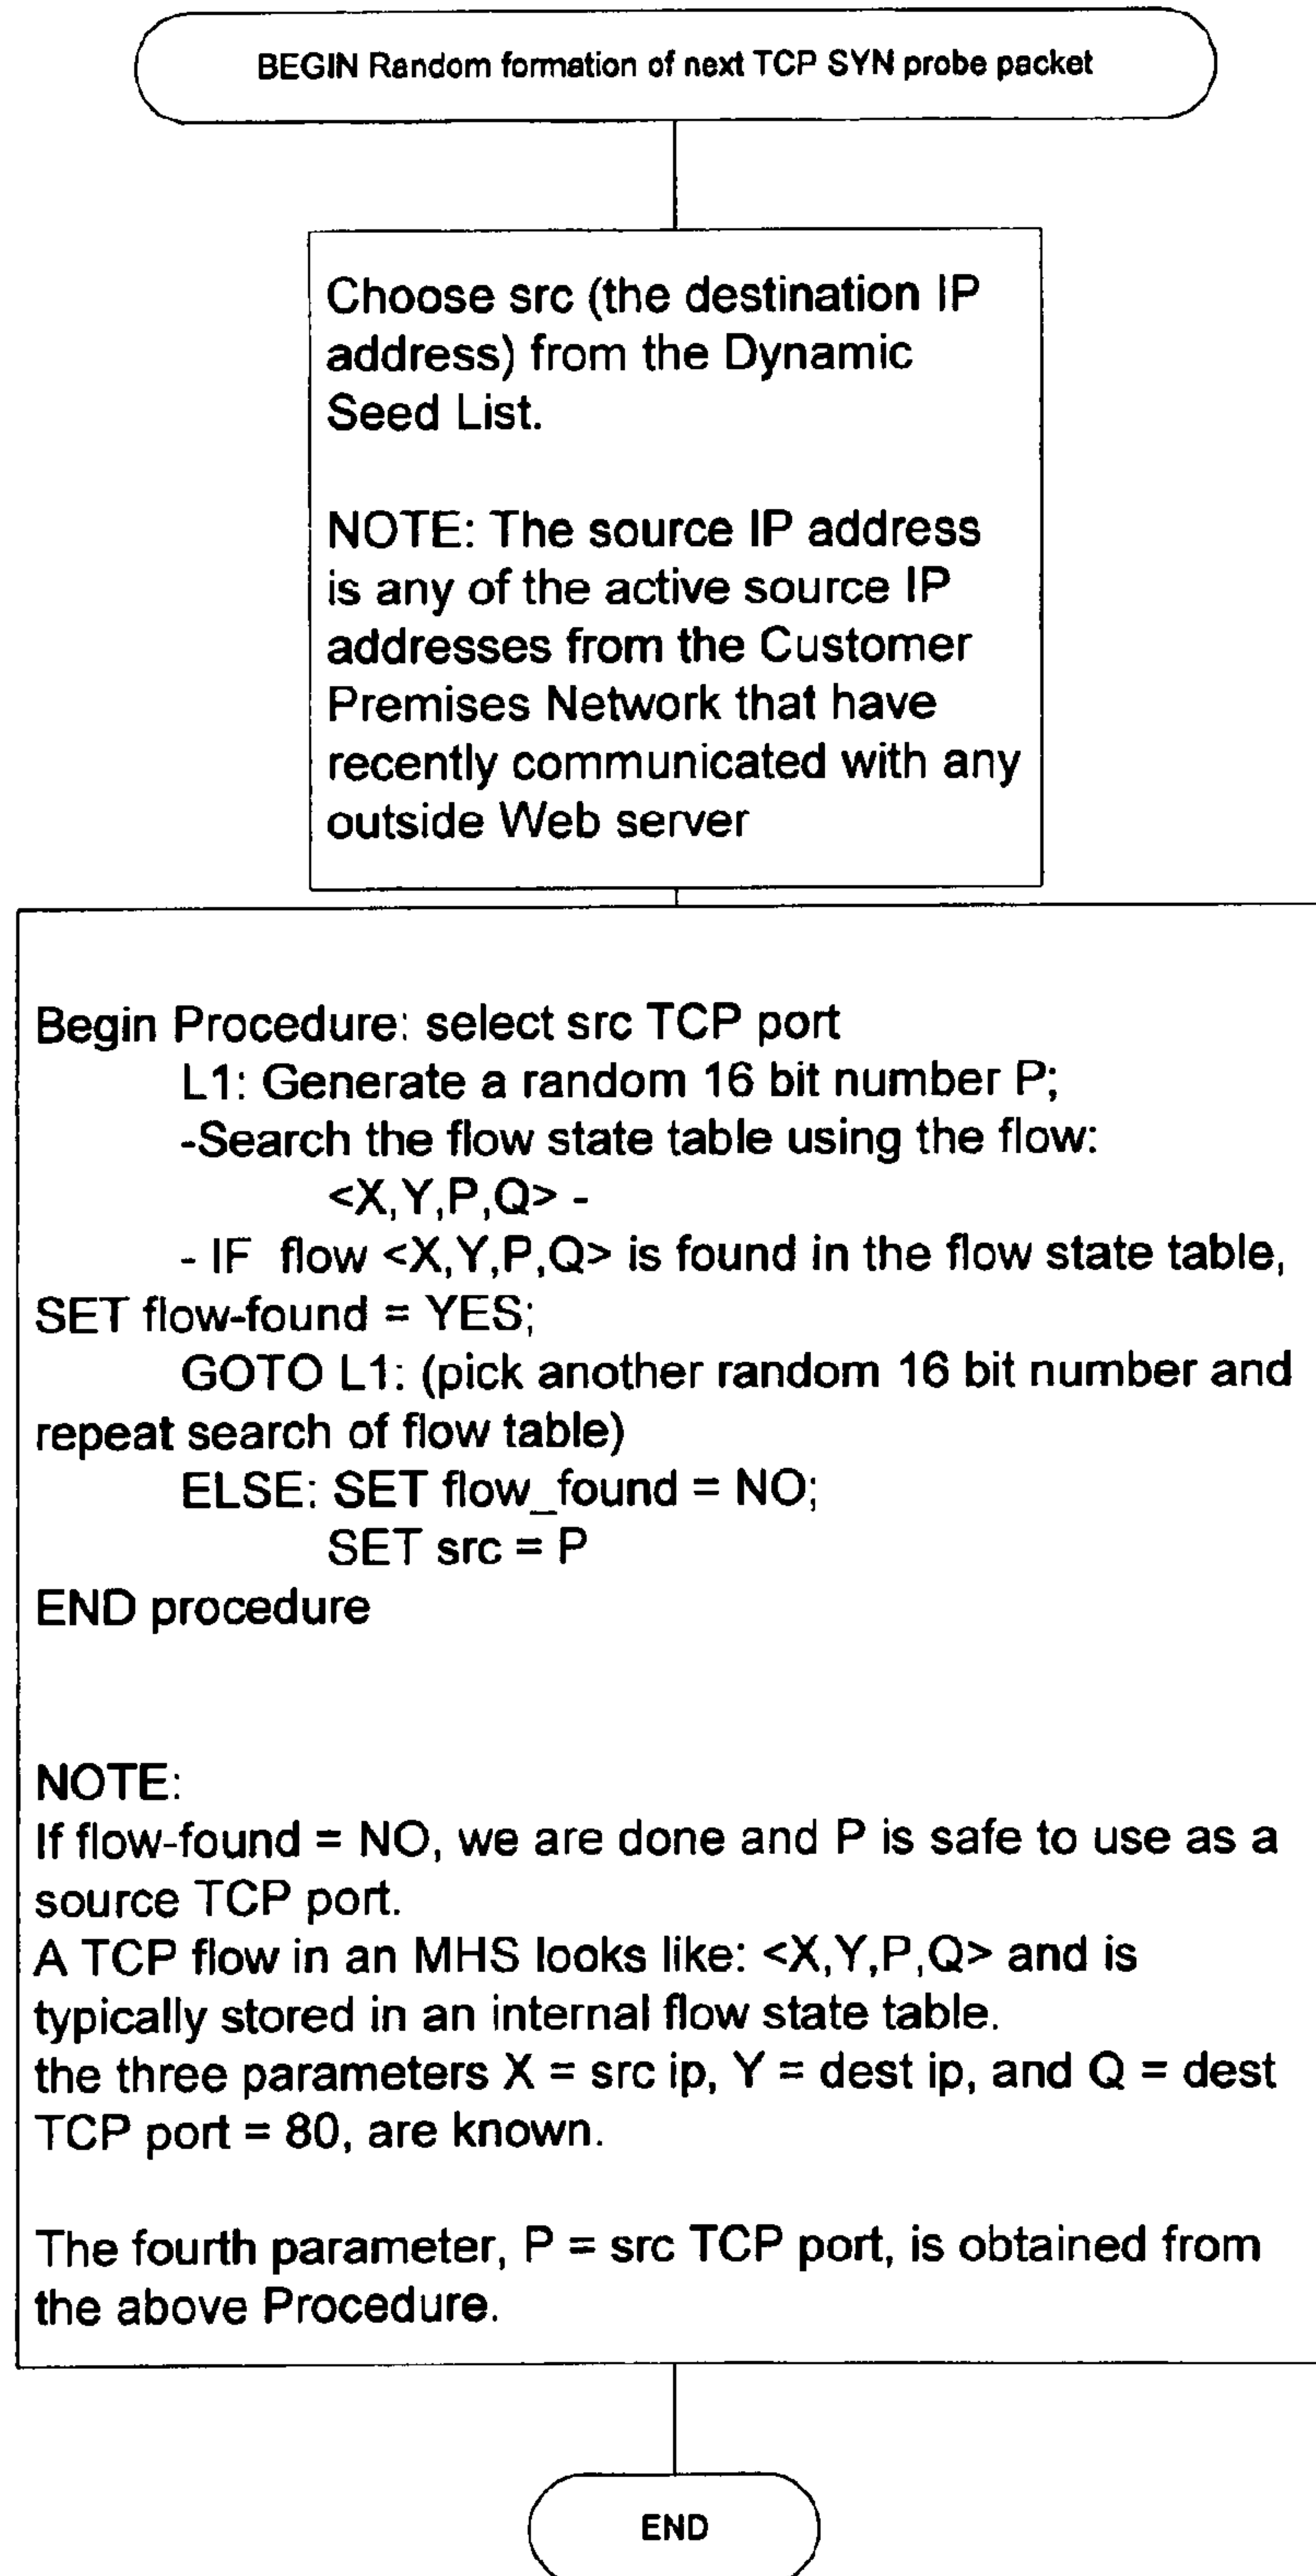 BEGIN Random formation of next TCP SYN probe packet
Choose src (the destination IP
address) from the Dynamic
Seed List.
NOTE: The source IP address
is any of the active source IP
addresses from the Customer
Premises Network that have
recently communicated with any
outside Web server
Begin Procedure: select src TCP port
L1: Generate a random 16 bit number P;
-Search the flow state table using the flow:
<X,Y,P,Q> -
- IF flow <X,Y,P,Q> is found in the flow state table,
SET flow-found = YES;
GOTO L1: (pick another random 16 bit number and
repeat search of flow table)
ELSE: SET flow_found = NO;
SET src = P
END procedure
NOTE:
If flow-found = NO, we are done and P is safe to use as a
source TCP port.
A TCP flow in an MHS looks like: <X,Y,P,Q> and is
typically stored in an internal flow state table.
the three parameters X = src ip, Y = dest ip, and Q = dest
TCP port = 80, are known.
The fourth parameter, P = src TCP port, is obtained from
the above Procedure.
END